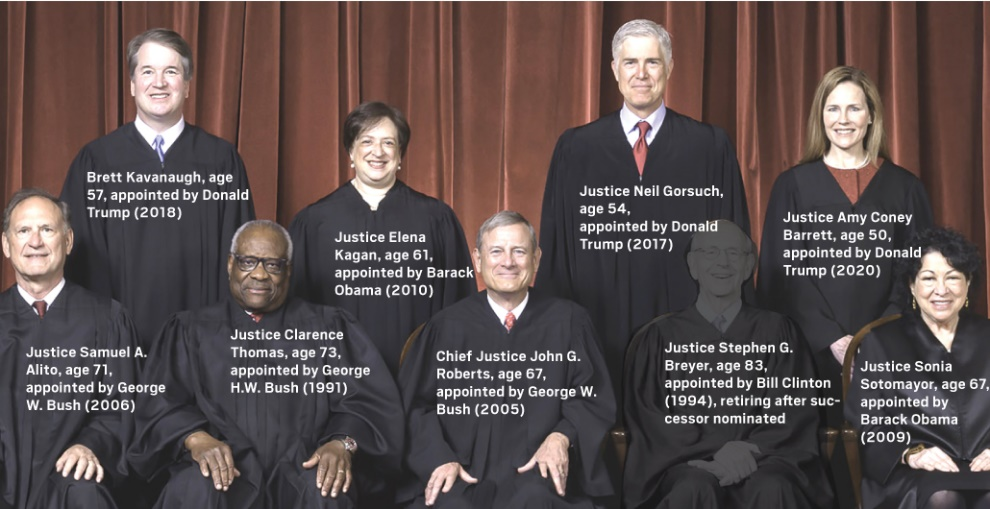 Brett Kavanaugh, age
57, appointed by Donald
Trump (2018)
Justice Elena
Kagan, age 61,
appointed by Barack
Obama (2010)
Justice Neil Gorsuch,
age 54,
appointed by Donald
Trump (2017)
Justice Amy Coney
Barrett, age 50,
appointed by Donald
Trump (2020)
Justice Samuel A.
Alito, age 71,
appointed by George
W. Bush (2006)
Justice Clarence
Thomas, age 73,
appointed by George
H.W. Bush (1991)
Chief Justice John G.
Roberts, age 67,
appointed by George W.
Bush (2005)
Justice Stephen G.
Breyer, age 83,
appointed by Bill Clinton
(1994), retiring after suc-
cessor nominated
Justice Sonia
Sotomayor, age 67,
appointed by
Barack Obama
(2009)